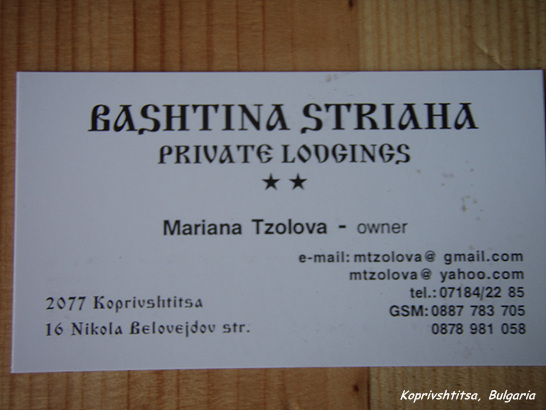 BASHTINA STRIAHA
PRIVATE LODGINGS
★ ★
Mariana Tzolova - owner
e-mail: mtzolova@ gmail.com
mtzolova@ yahoo.com
tel.: 07184/22 85
GSM: 0887 783 705
0878 981 058
2077 Koprivshtitsa
16 Nikola Belovejdov str.
Koprivshtitsa, Bulgaria